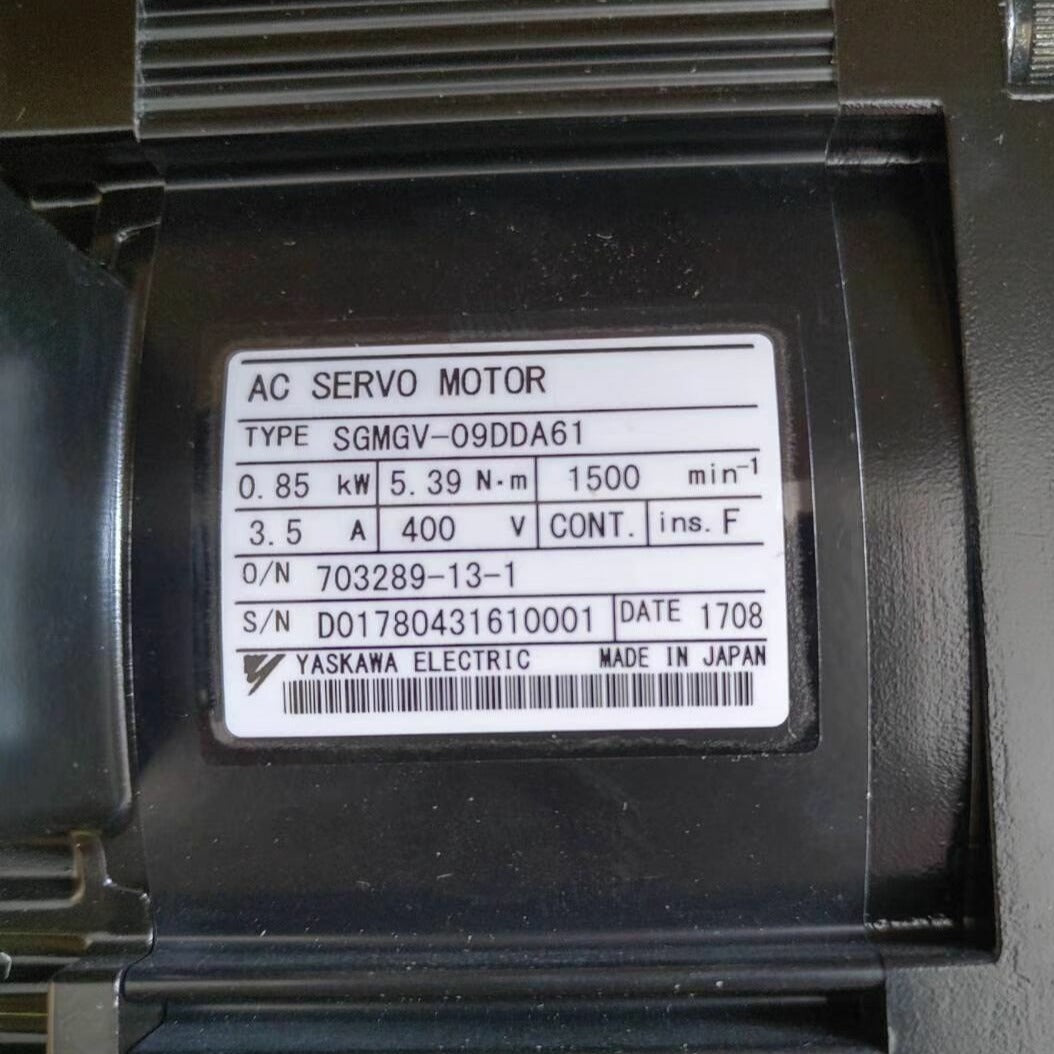 AC SERVO MOTOR
TYPE SGMGV-09DDA61
0.85 kW 5.39 N·m 1500 min⁻¹
3.5 A 400 V CONT. ins. F
O/N 703289-13-1
S/N D01780431610001 DATE 1708
YASKAWA ELECTRIC MADE IN JAPAN